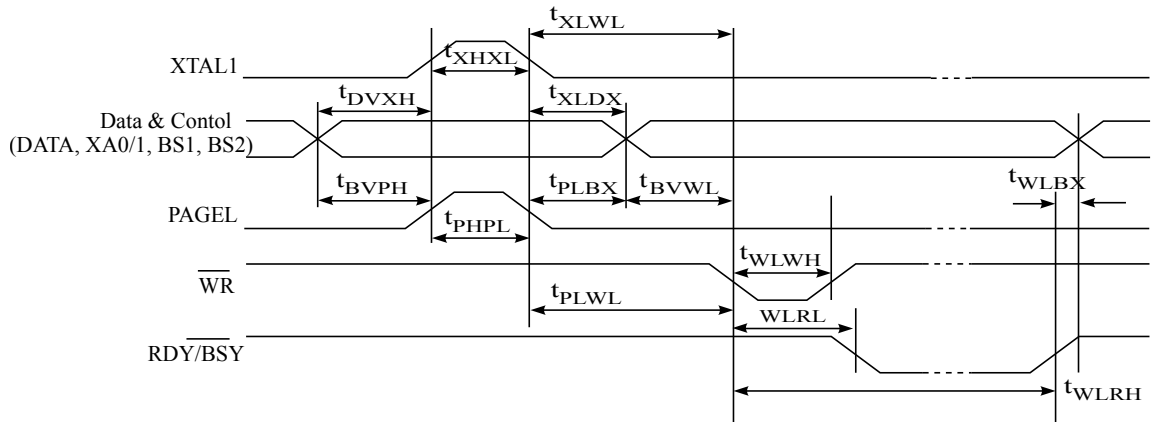 tXLWL
XTAL1
tXHXL
tDVXH
tXLDX
Data & Contol
(DATA, XA0/1, BS1, BS2)
tBVPH
tPLBX
tBVWL
tWLBX
PAGEL
tPHPL
tWLWH
WR
tPLWL
WLRL
RDY/BSY
tWLRH